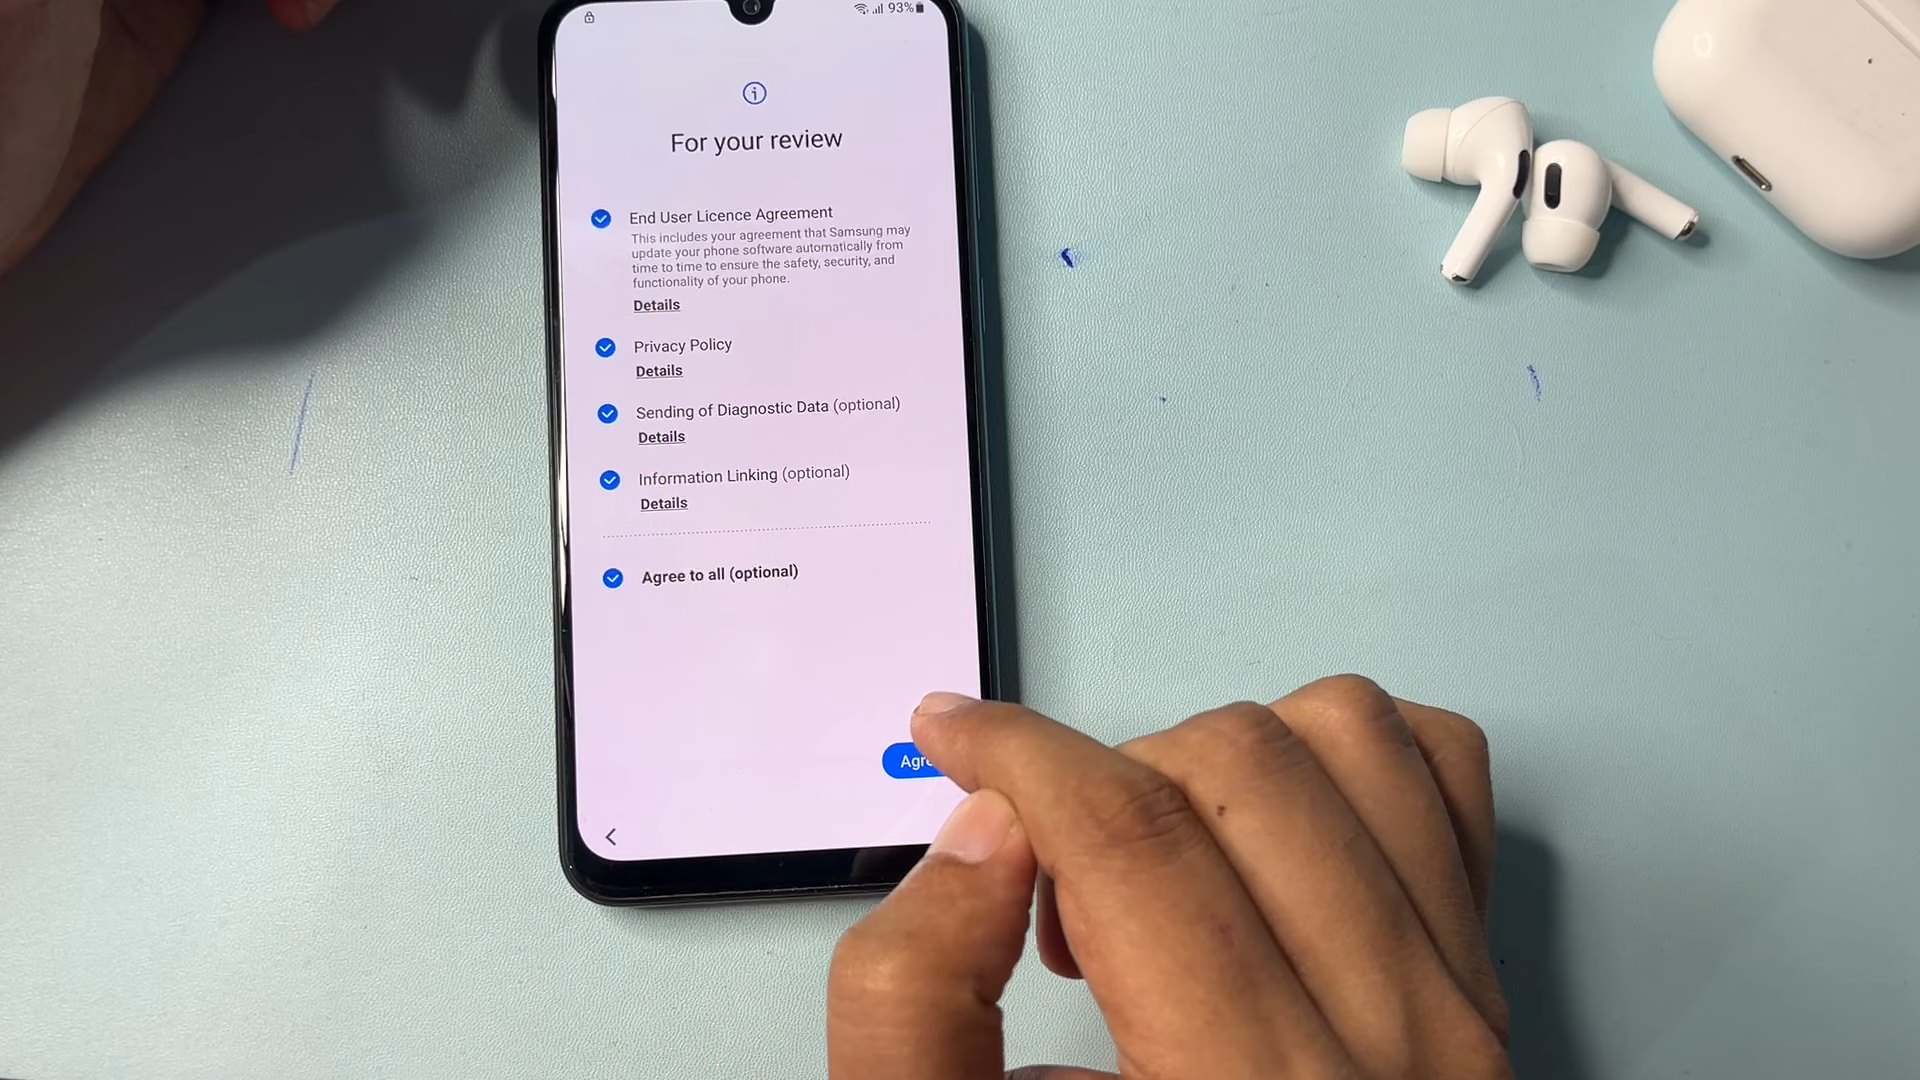 93%
For your review
End User Licence Agreement
This includes your agreement that Samsung may
update your phone software automatically from
time to time to ensure the safety, security, and
functionality of your phone.
Details
Privacy Policy
Details
Sending of Diagnostic Data (optional)
Details
Information Linking (optional)
Details
Agree to all (optional)
Agre